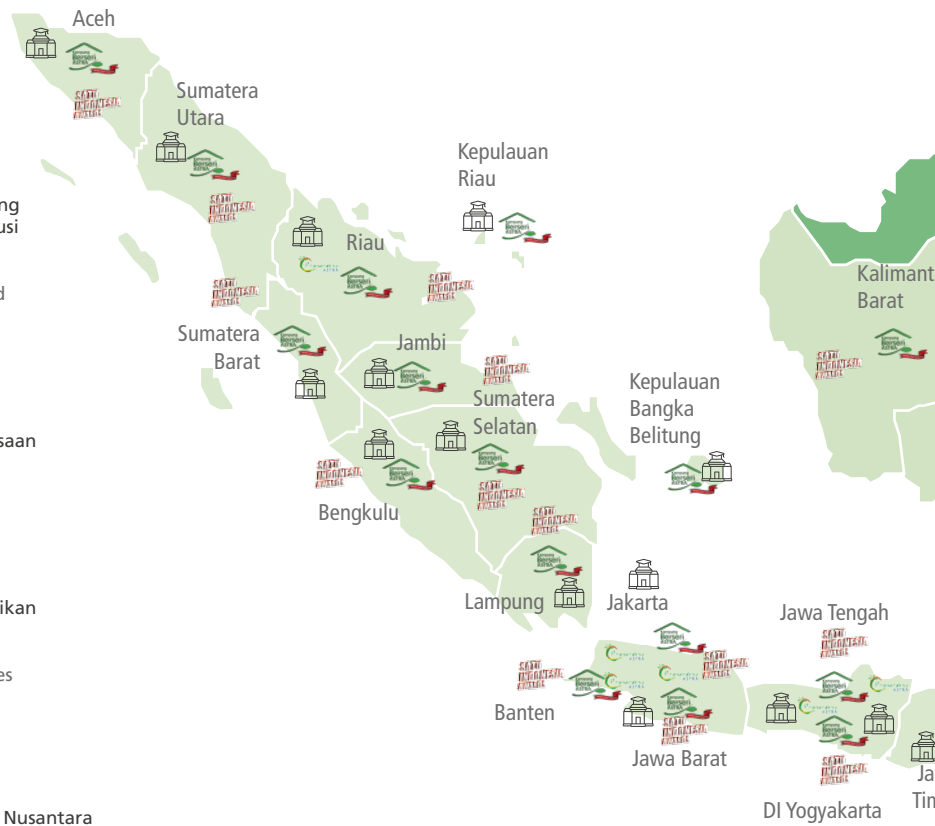 Aceh
Sumatera
Utara
Kepulauan
Riau
ng
usi
Riau
d
Kalimant
Barat
Sumatera
Barat
Jambi
Sumatera
Selatan
Kepulauan
Bangka
Belitung
saan
Bengkulu
ikan
Lampung
Jakarta
Jawa Tengah
es
Banten
Jawa Barat
Ja
Tim
DI Yogyakarta
Nusantara